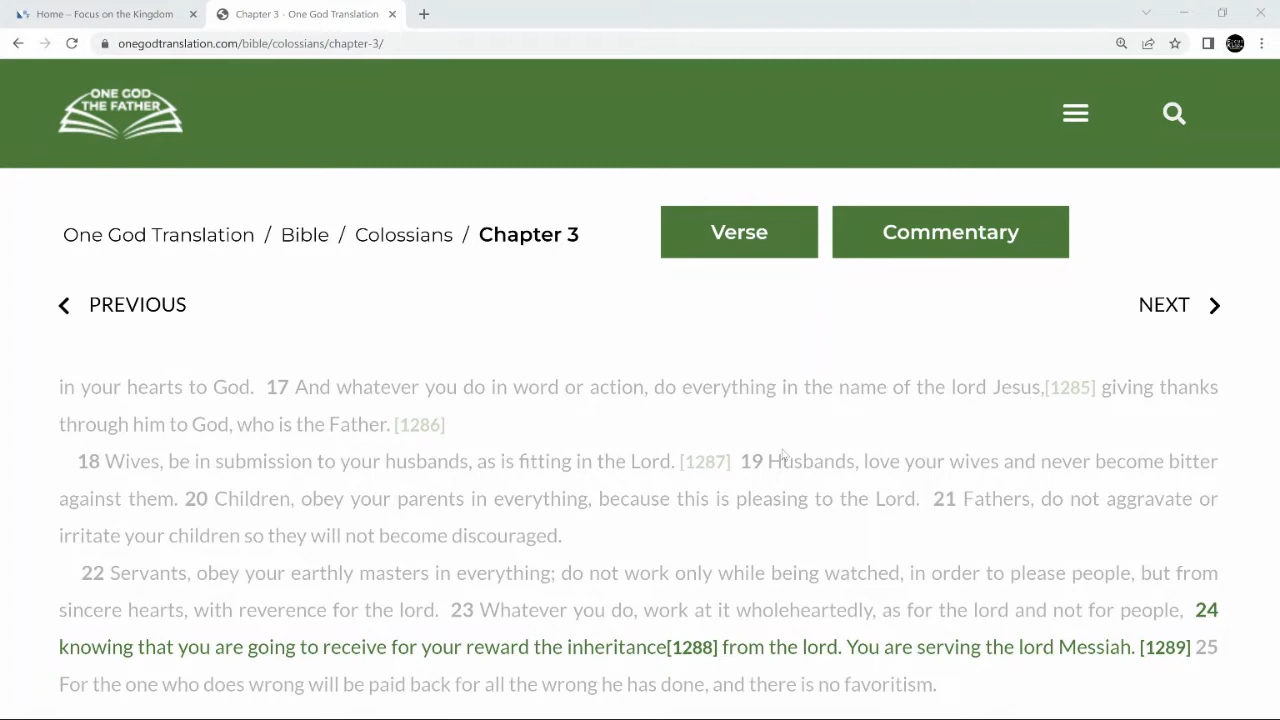 Home – Focus on the Kingdom
Chapter 3 - One God Translation
onegodtranslation.com/bible/colossians/chapter-3/
ONE GOD
THE FATHER
One God Translation / Bible / Colossians / Chapter 3
Verse
Commentary
PREVIOUS
NEXT
in your hearts to God. 17 And whatever you do in word or action, do everything in the name of the lord Jesus,[1285] giving thanks
through him to God, who is the Father. [1286]
18 Wives, be in submission to your husbands, as is fitting in the Lord. [1287] 19 Husbands, love your wives and never become bitter
against them. 20 Children, obey your parents in everything, because this is pleasing to the Lord. 21 Fathers, do not aggravate or
irritate your children so they will not become discouraged.
22 Servants, obey your earthly masters in everything; do not work only while being watched, in order to please people, but from
sincere hearts, with reverence for the lord. 23 Whatever you do, work at it wholeheartedly, as for the lord and not for people, 24
knowing that you are going to receive for your reward the inheritance[1288] from the lord. You are serving the lord Messiah. [1289] 25
For the one who does wrong will be paid back for all the wrong he has done, and there is no favoritism.